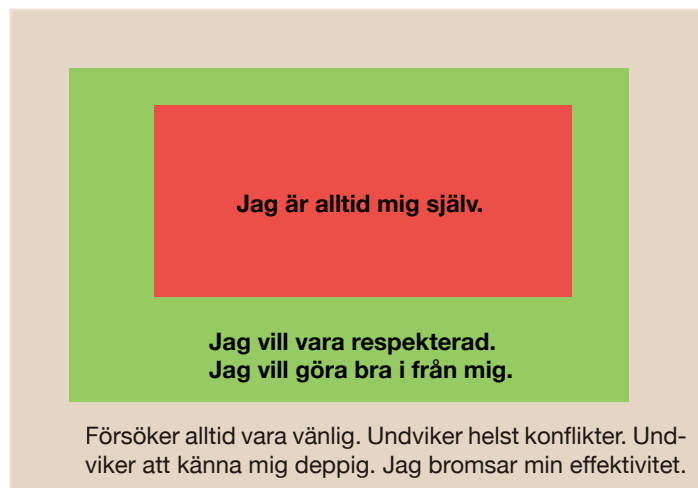 Jag är alltid mig själv.
Jag vill vara respekterad.
Jag vill göra bra i från mig.
Försöker alltid vara vänlig. Undviker helst konflikter. Und-
viker att känna mig deppig. Jag bromsar min effektivitet.